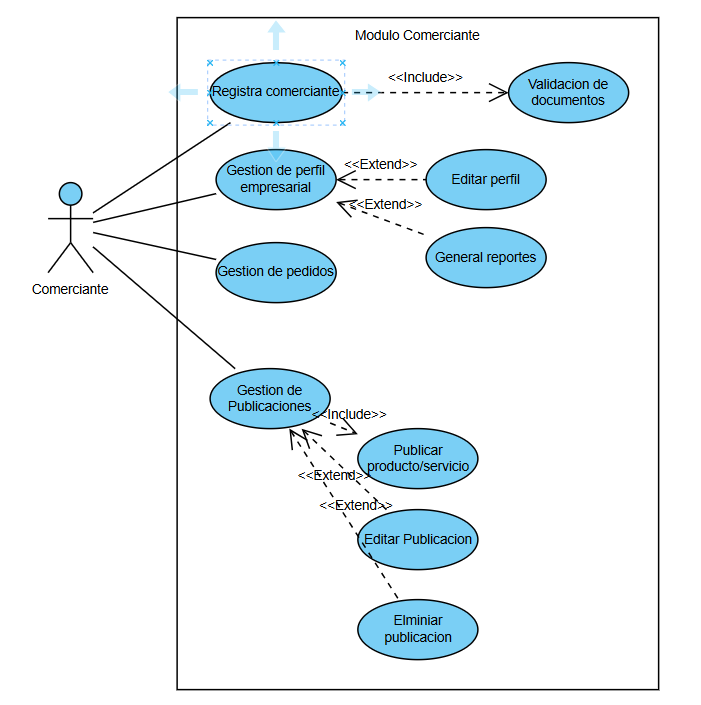 Modulo Comerciante
Registra comerciante
<<Include>>
Validacion de
documentos
Gestion de perfil
empresarial
<<Extend>>
Editar perfil
<<Extend>>
General reportes
Gestion de pedidos
Comerciante
Gestion de
Publicaciones
<<Include>>
Publicar
producto/servicio
<<Extend>>
<<Extend>>
Editar Publicacion
Elminiar
publicacion